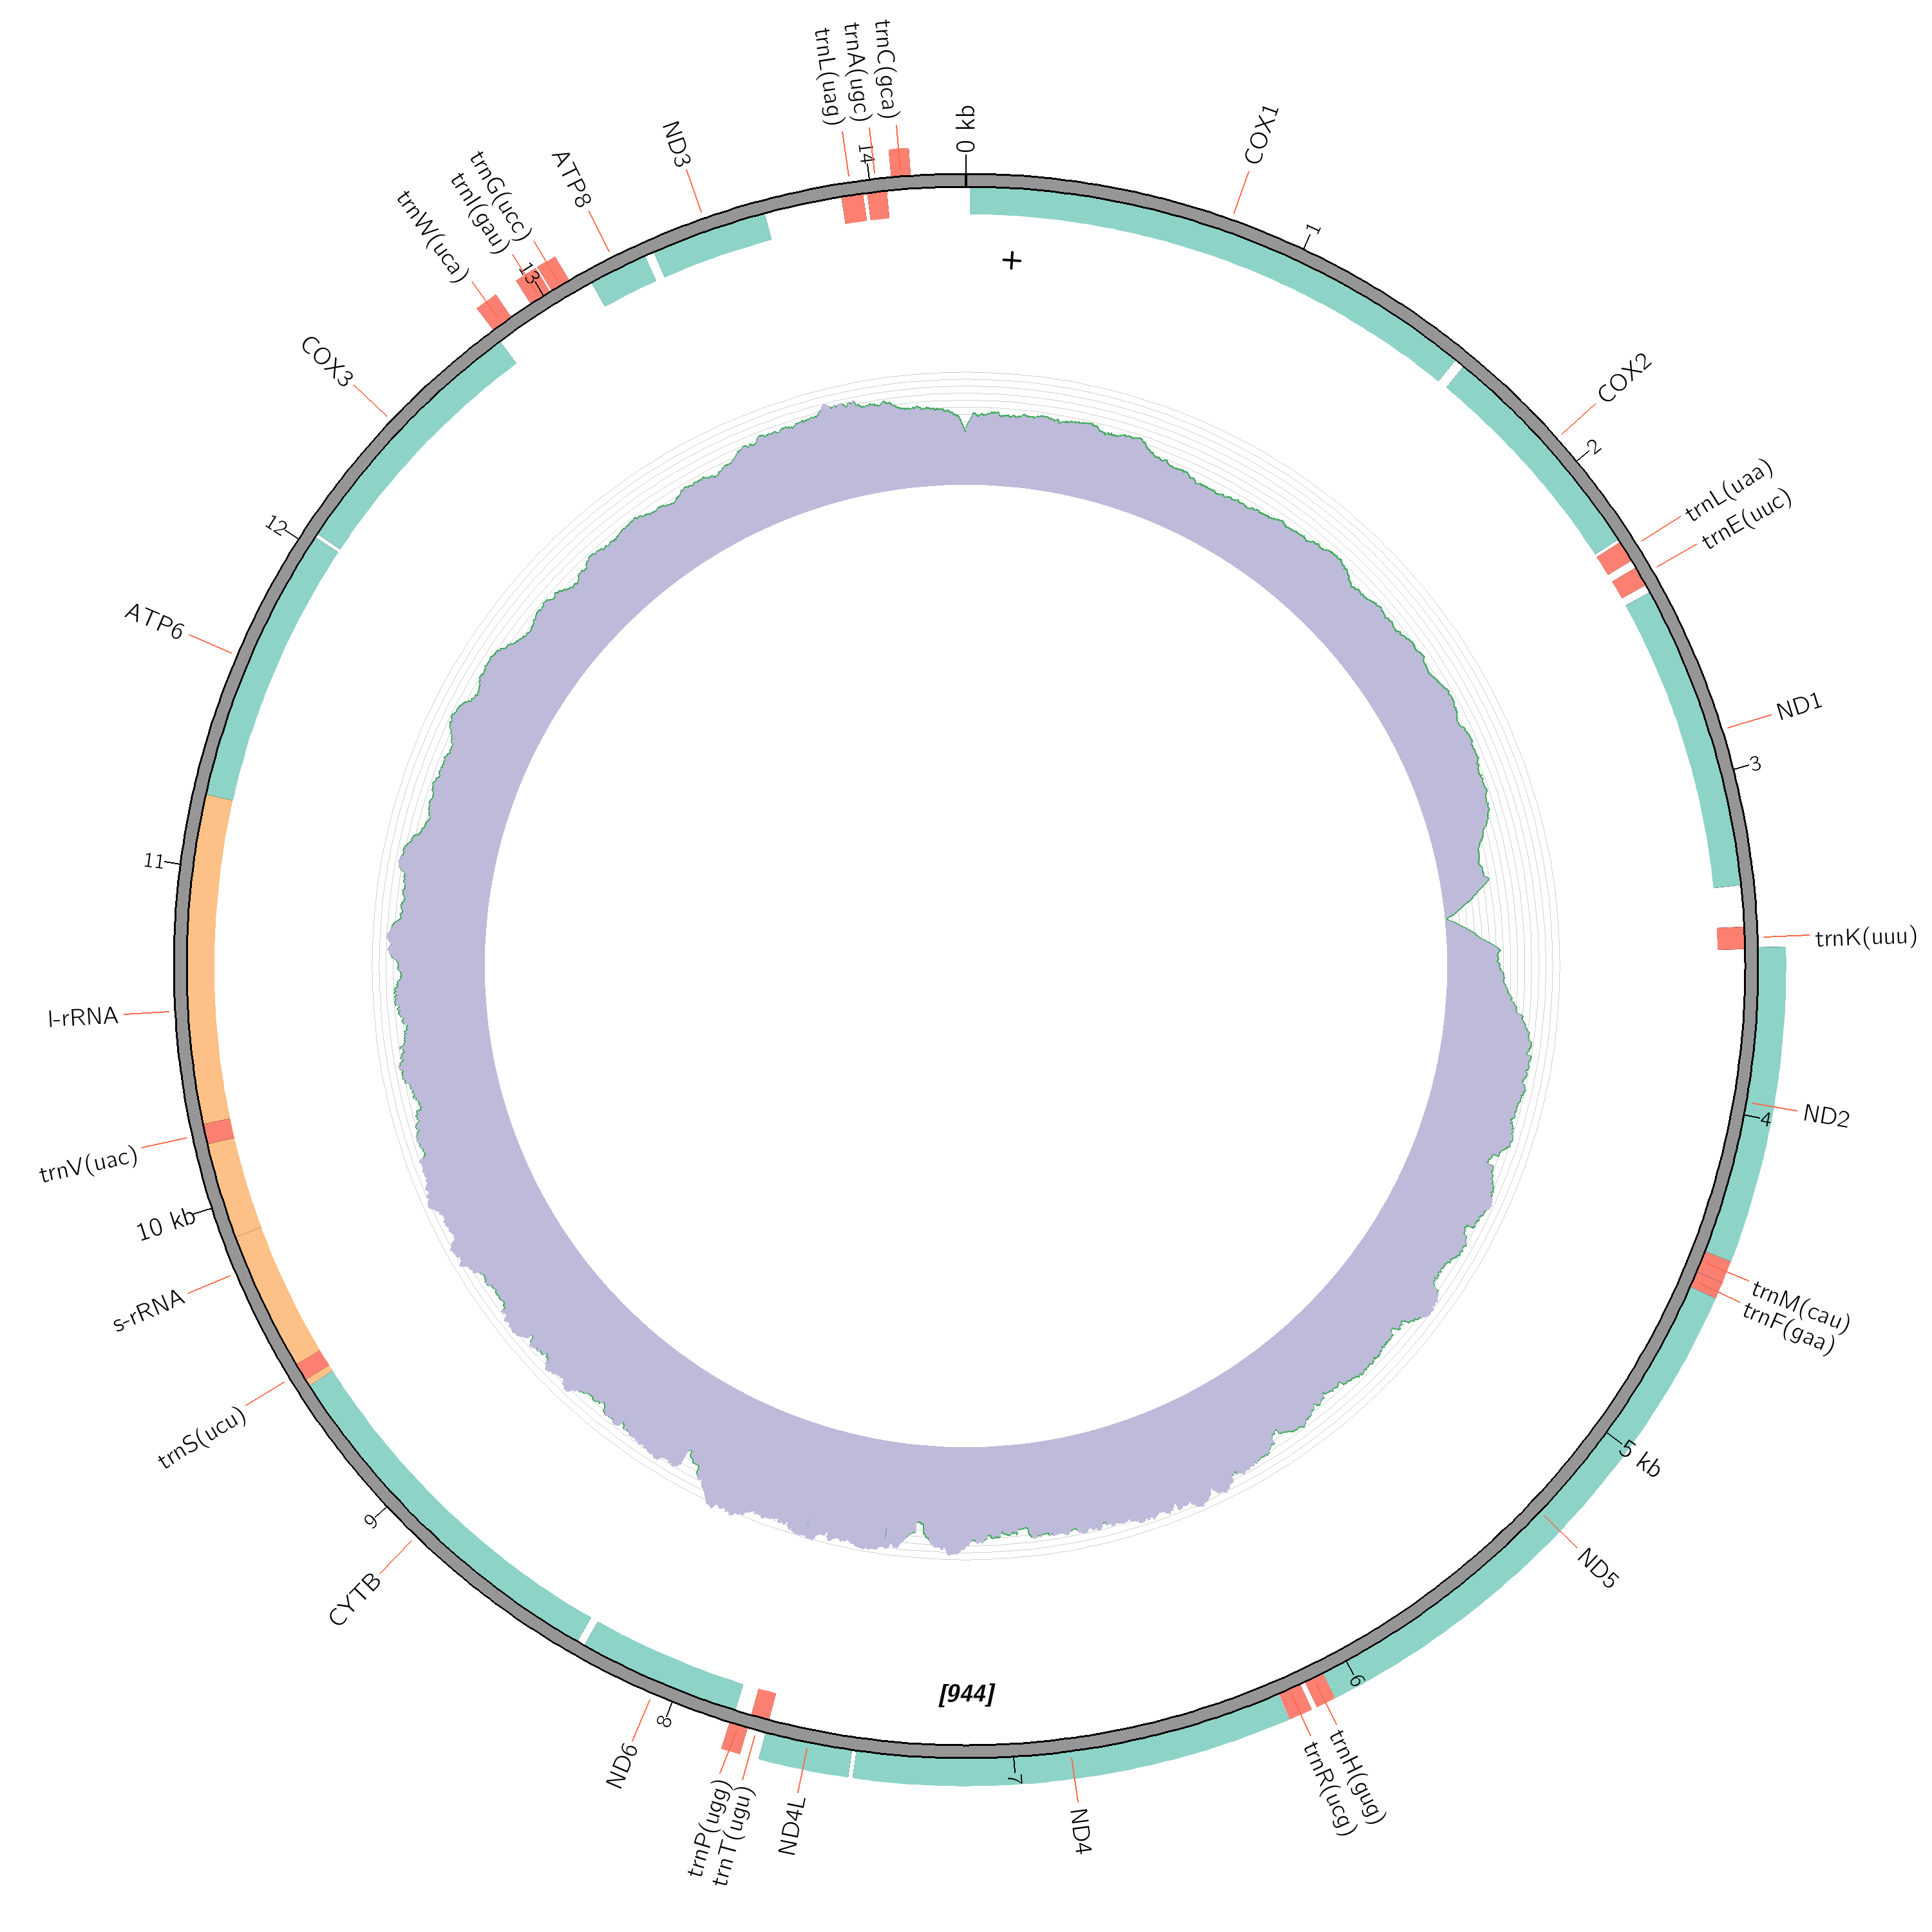 0 kb
COX1
1
COX2
2
trnL(uaa)
trnE(uuc)
ND1
3
trnK(uuu)
ND2
4
trnM(cau)
trnF(gaa)
5 kb
ND5
6
trnH(gug)
trnR(ucg)
ND4
7
ND4L
trnT(ugu)
trnP(ugg)
8
ND6
CYTB
9
trnS(ucu)
s-rRNA
10 kb
trnV(uac)
l-rRNA
11
ATP6
12
COX3
trnW(uca)
13
trnI(gau)
trnG(ucc)
ATP8
ND3
trnL(uag)
14
trnA(ugc)
trnC(gca)
+
[944]